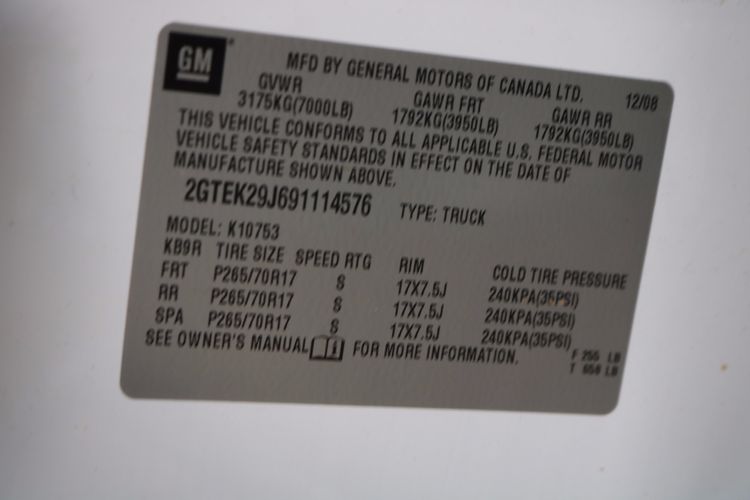 GM
MFD BY GENERAL MOTORS OF CANADA LTD. 12/08
GVWR GAWR FRT GAWR RR
3175KG(7000LB) 1792KG(3950LB) 1792KG(3950LB)
THIS VEHICLE CONFORMS TO ALL APPLICABLE U.S. FEDERAL MOTOR
VEHICLE SAFETY STANDARDS IN EFFECT ON THE DATE OF
MANUFACTURE SHOWN ABOVE.
2GTEK29J691114576 TYPE: TRUCK
MODEL: K10753
KB9R TIRE SIZE SPEED RTG RIM COLD TIRE PRESSURE
FRT P265/70R17 S 17X7.5J 240KPA(35PSI)
RR P265/70R17 S 17X7.5J 240KPA(35PSI)
SPA P265/70R17 S 17X7.5J 240KPA(35PSI)
SEE OWNER'S MANUAL FOR MORE INFORMATION.
F 255 LB
T 656 LB